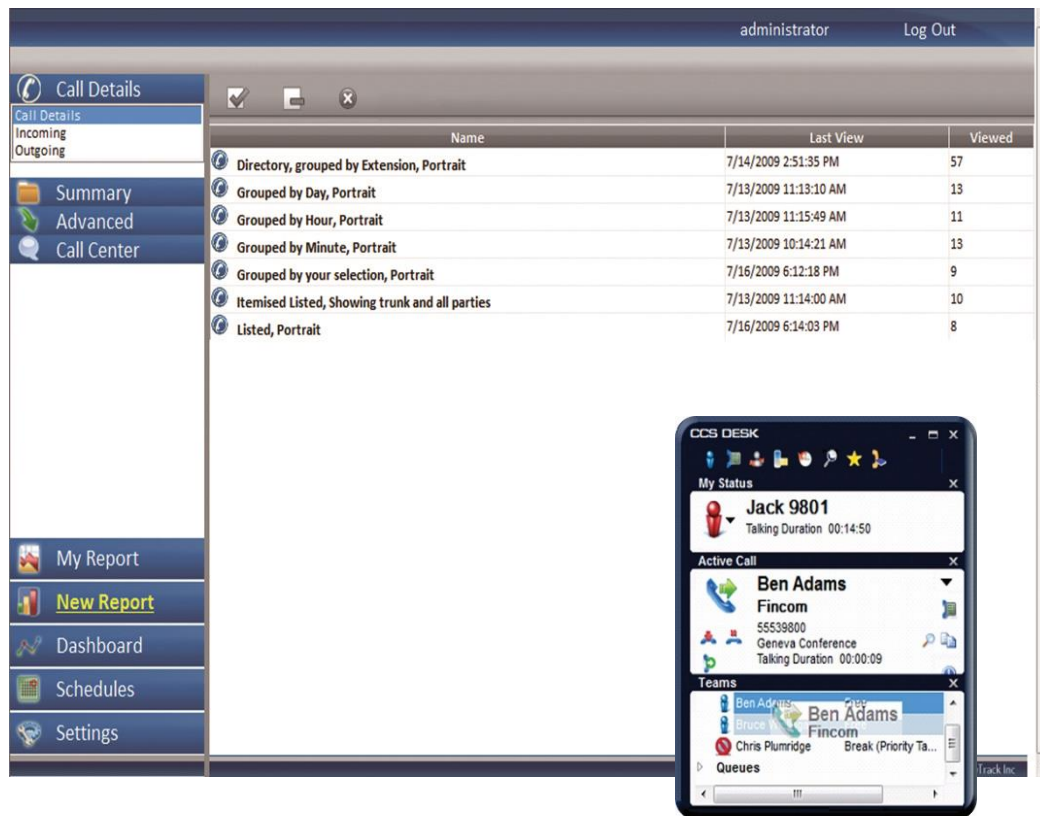 administrator Log Out
Call Details
Call Details
Incoming
Outgoing
Summary
Advanced
Call Center
Name Last View Viewed
Directory, grouped by Extension, Portrait 7/14/2009 2:51:35 PM 57
Grouped by Day, Portrait 7/13/2009 11:13:10 AM 13
Grouped by Hour, Portrait 7/13/2009 11:15:49 AM 11
Grouped by Minute, Portrait 7/13/2009 10:14:21 AM 13
Grouped by your selection, Portrait 7/16/2009 6:12:18 PM 9
Itemised Listed, Showing trunk and all parties 7/13/2009 11:14:00 AM 10
Listed, Portrait 7/16/2009 6:14:03 PM 8
My Report
New Report
Dashboard
Schedules
Settings
CCS DESK
My Status
Jack 9801
Talking Duration 00:14:50
Active Call
Ben Adams
Fincom
55539800
Geneva Conference
Talking Duration 00:00:09
Teams
Ben Adams Free
Bruce
Ben Adams
Fincom
Chris Plumridge Break (Priority Ta...
Queues
Track Inc